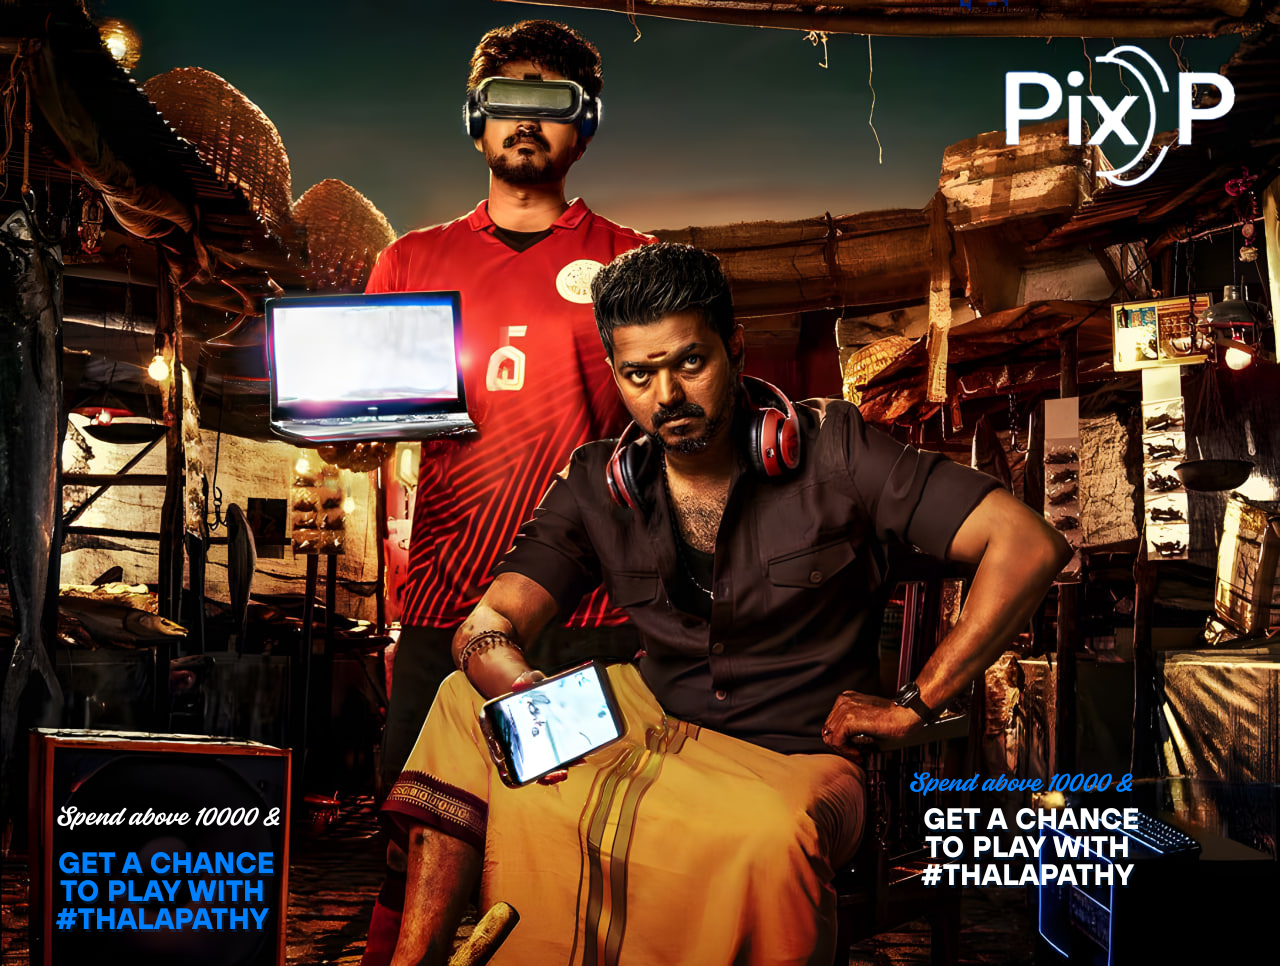 PixP
5
Spend above 10000 &
GET A CHANCE
TO PLAY WITH
#THALAPATHY
Spend above 10000 &
GET A CHANCE
TO PLAY WITH
#THALAPATHY